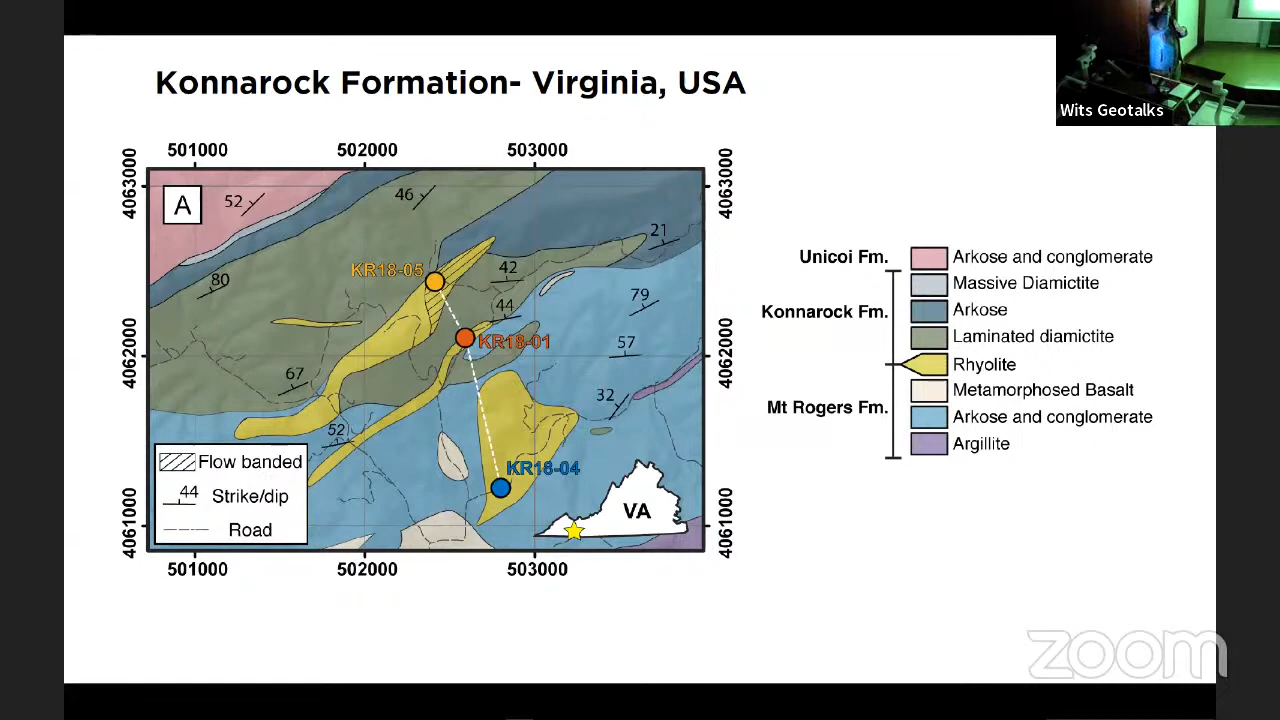 Konnarock Formation- Virginia, USA
Wits Geotalks
501000 502000 503000
4063000
4062000
4061000
4063000
4062000
4061000
A
52
46
21
80
KR18-05
42
44
79
KR18-01
57
67
32
52
KR18-04
Flow banded
44 Strike/dip
Road
VA
501000 502000 503000
Unicoi Fm.
Konnarock Fm.
Mt Rogers Fm.
Arkose and conglomerate
Massive Diamictite
Arkose
Laminated diamictite
Rhyolite
Metamorphosed Basalt
Arkose and conglomerate
Argillite
zoom